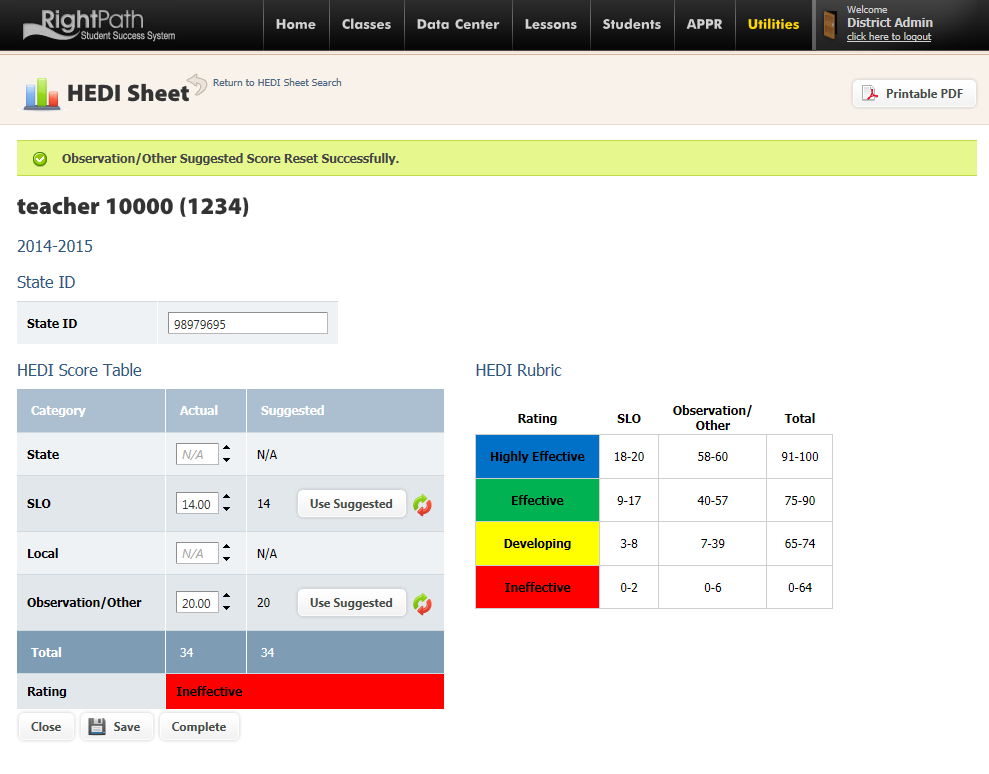 RightPath
Student Success System
Home
Classes
Data Center
Lessons
Students
APPR
Utilities
Welcome
District Admin
click here to logout
HEDI Sheet
Return to HEDI Sheet Search
Printable PDF
Observation/Other Suggested Score Reset Successfully.
teacher 10000 (1234)
2014-2015
State ID
State ID 98979695
HEDI Score Table
Category Actual Suggested
State N/A N/A
SLO 14.00 14 Use Suggested
Local N/A N/A
Observation/Other 20.00 20 Use Suggested
Total 34 34
Rating Ineffective
Close Save Complete
HEDI Rubric
Rating SLO Observation/
Other Total
Highly Effective 18-20 58-60 91-100
Effective 9-17 40-57 75-90
Developing 3-8 7-39 65-74
Ineffective 0-2 0-6 0-64